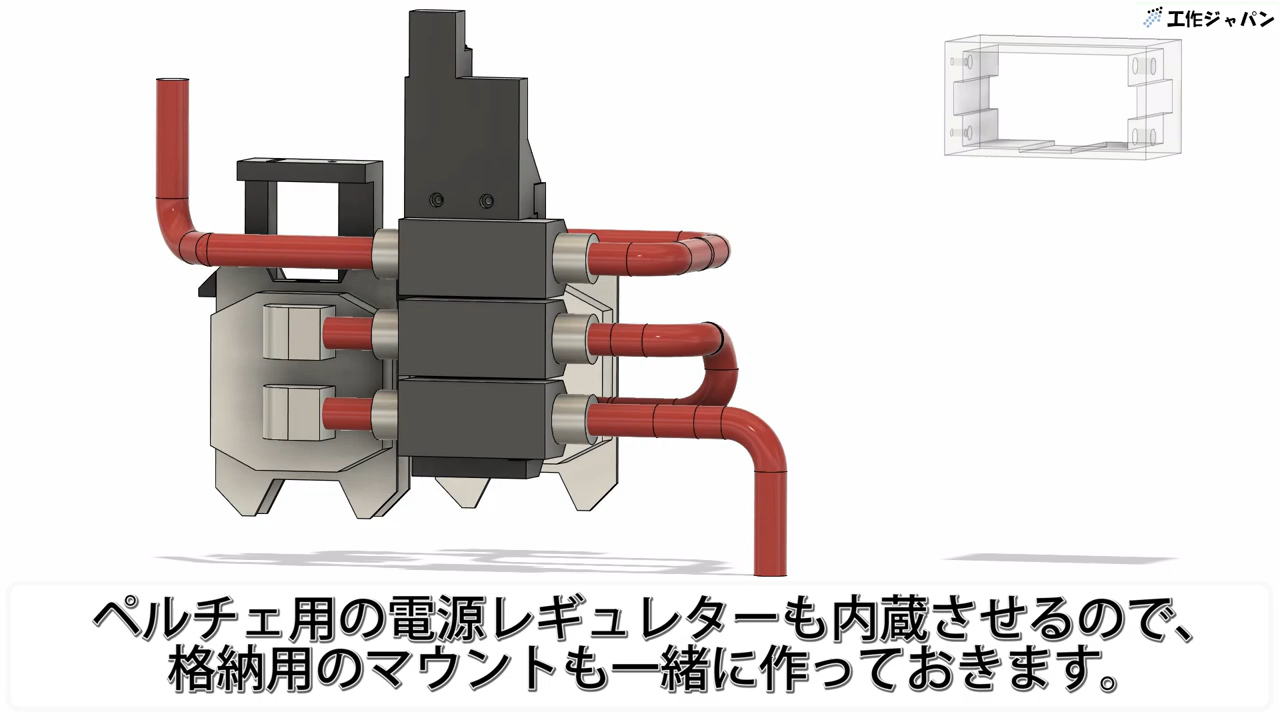 工作ジャパン
ペルチェ用の電源レギュレターも内蔵させるので、
格納用のマウントも一緒に作っておきます。